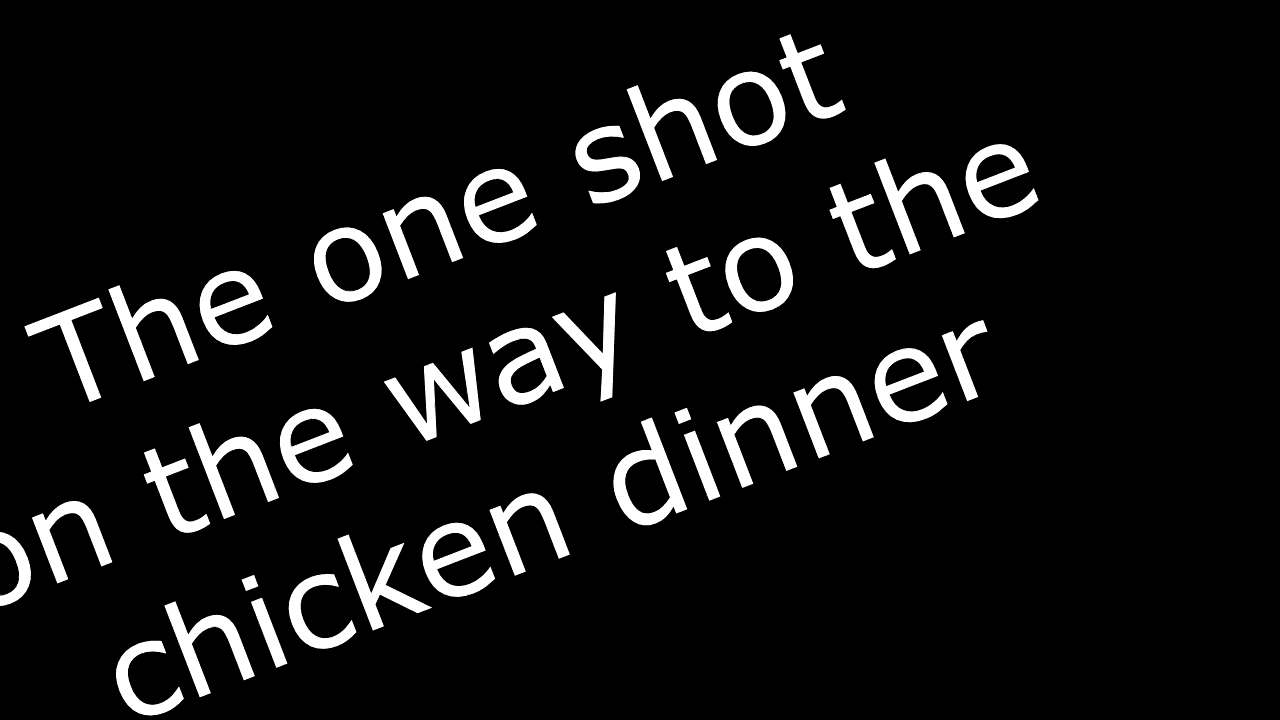 The one shot
on the way to the
chicken dinner